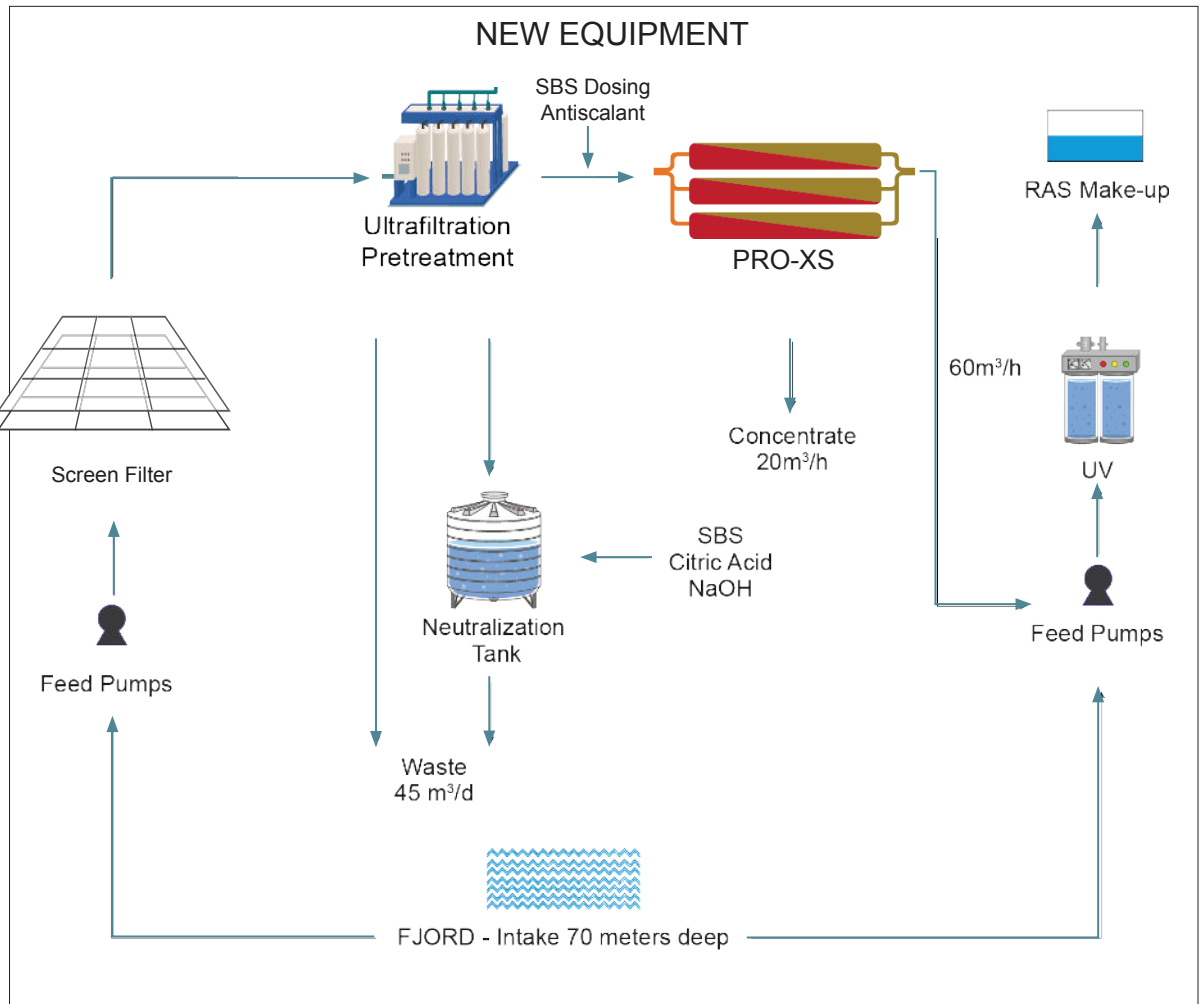 NEW EQUIPMENT
SBS Dosing
Antiscalant
Ultrafiltration
Pretreatment
PRO-XS
RAS Make-up
Screen Filter
60m³/h
Concentrate
20m³/h
UV
SBS
Citric Acid
NaOH
Neutralization
Tank
Feed Pumps
Feed Pumps
Waste
45 m³/d
FJORD - Intake 70 meters deep